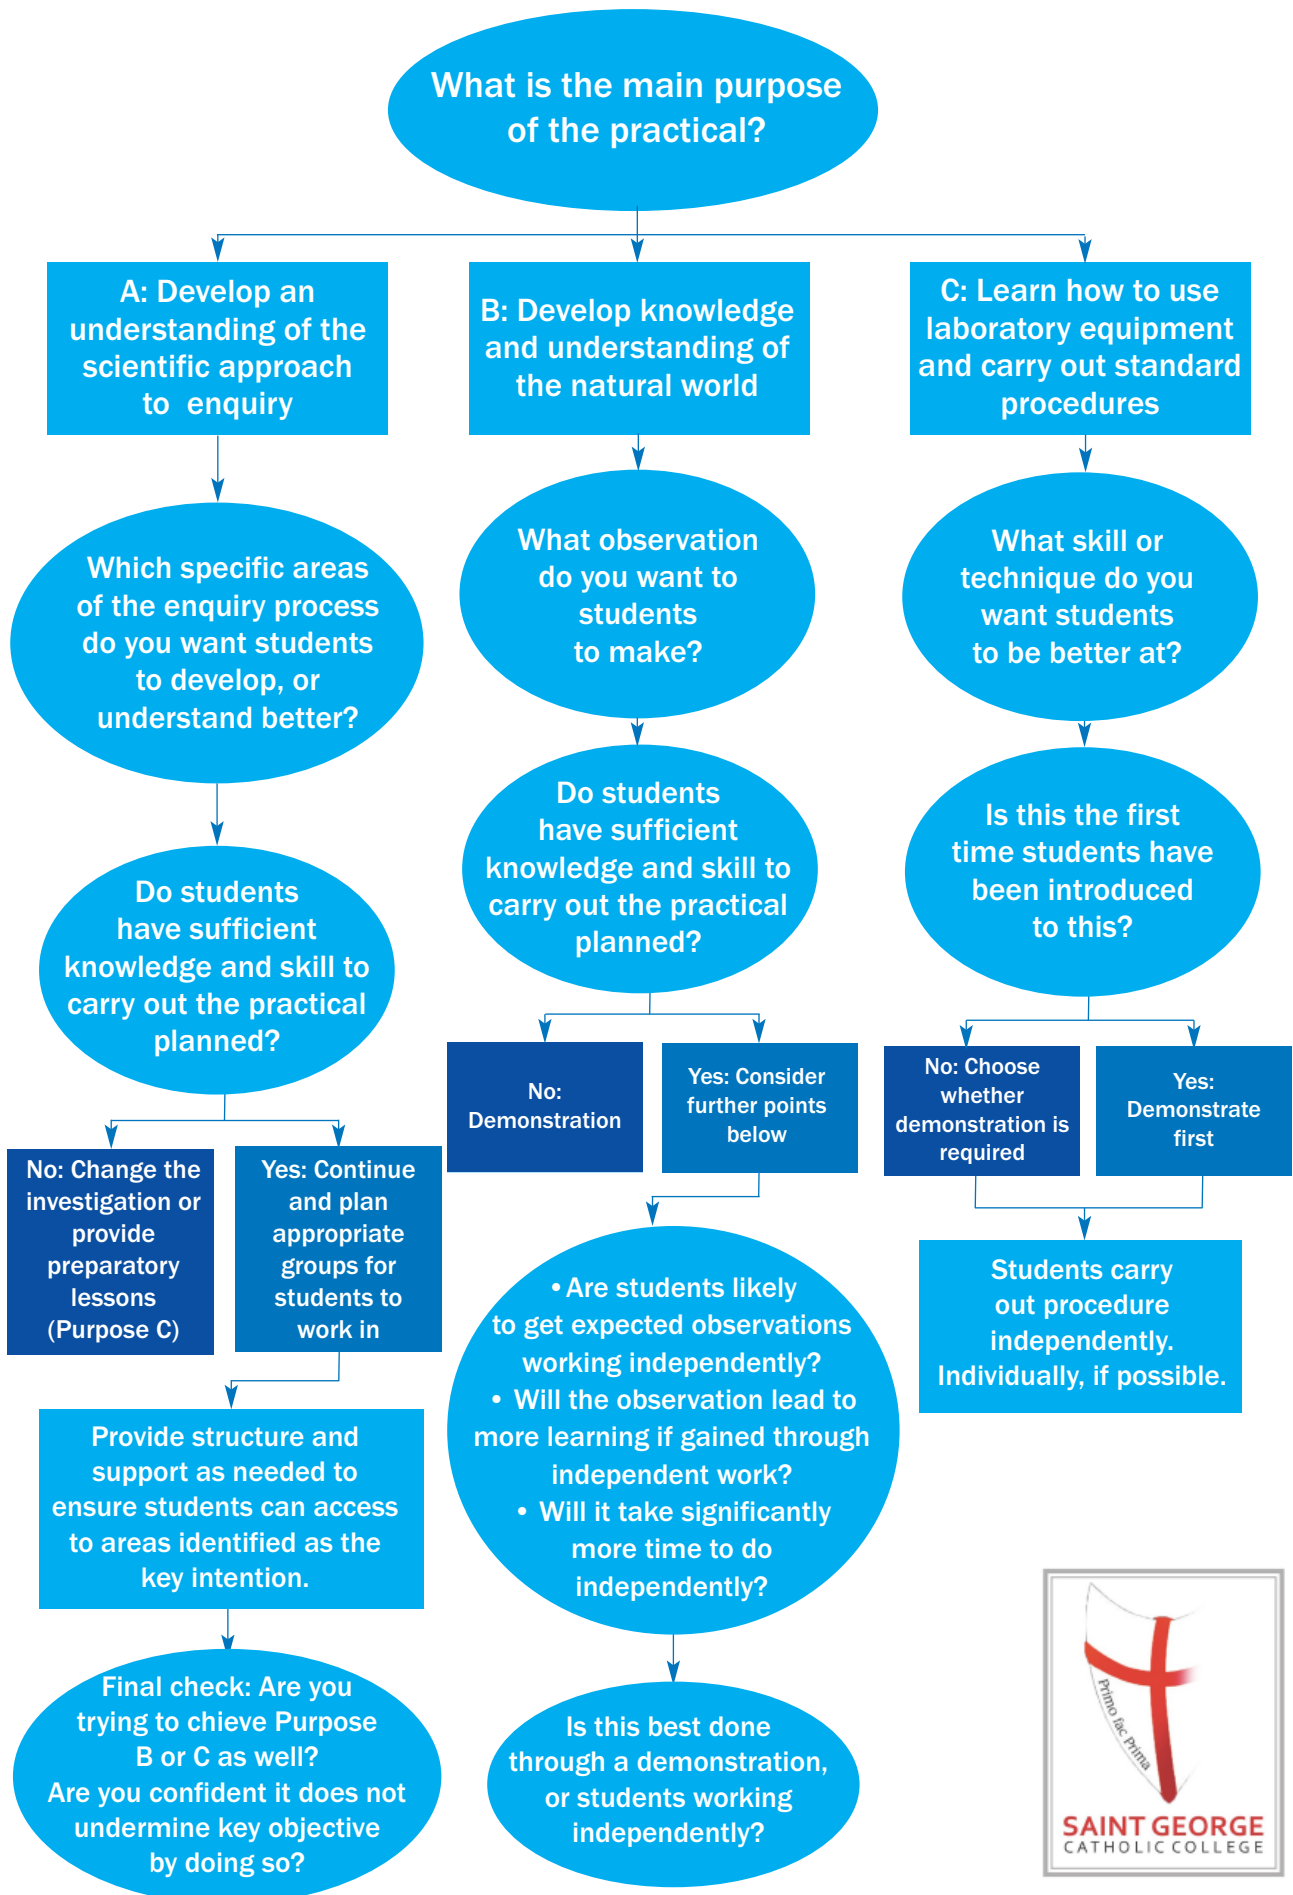 What is the main purpose
of the practical?
A: Develop an
understanding of the
scientific approach
to enquiry
Which specific areas
of the enquiry process
do you want students
to develop, or
understand better?
Do students
have sufficient
knowledge and skill to
carry out the practical
planned?
No: Change the
investigation or
provide
preparatory
lessons
(Purpose C)
Yes: Continue
and plan
appropriate
groups for
students to
work in
Provide structure and
support as needed to
ensure students can access
to areas identified as the
key intention.
Final check: Are you
trying to chieve Purpose
B or C as well?
Are you confident it does not
undermine key objective
by doing so?
B: Develop knowledge
and understanding of
the natural world
What observation
do you want to
students
to make?
Do students
have sufficient
knowledge and skill to
carry out the practical
planned?
No:
Demonstration
Yes: Consider
further points
below
• Are students likely
to get expected observations
working independently?
• Will the observation lead to
more learning if gained through
independent work?
• Will it take significantly
more time to do
independently?
Is this best done
through a demonstration,
or students working
independently?
C: Learn how to use
laboratory equipment
and carry out standard
procedures
What skill or
technique do you
want students
to be better at?
Is this the first
time students have
been introduced
to this?
No: Choose
whether
demonstration is
required
Yes:
Demonstrate
first
Students carry
out procedure
independently.
Individually, if possible.
Primo fac Prima
SAINT GEORGE
CATHOLIC COLLEGE